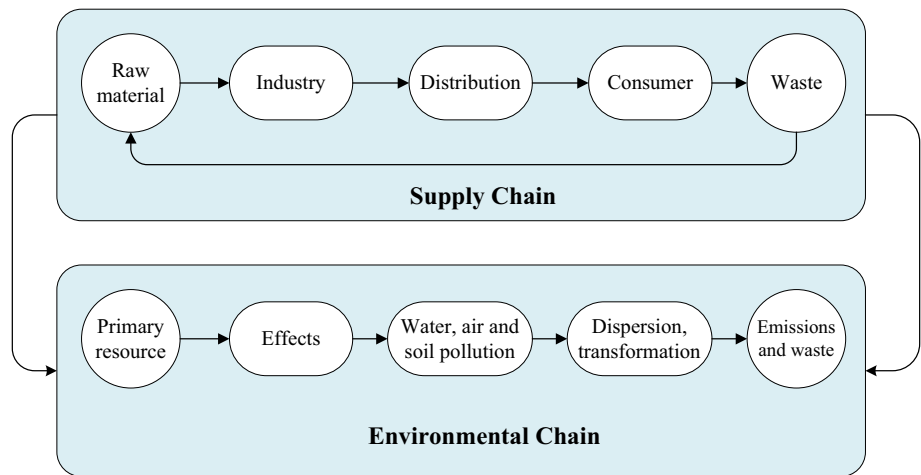 Raw
material
Industry
Distribution
Consumer
Waste
Supply Chain
Primary
resource
Effects
Water, air and
soil pollution
Dispersion,
transformation
Emissions
and waste
Environmental Chain